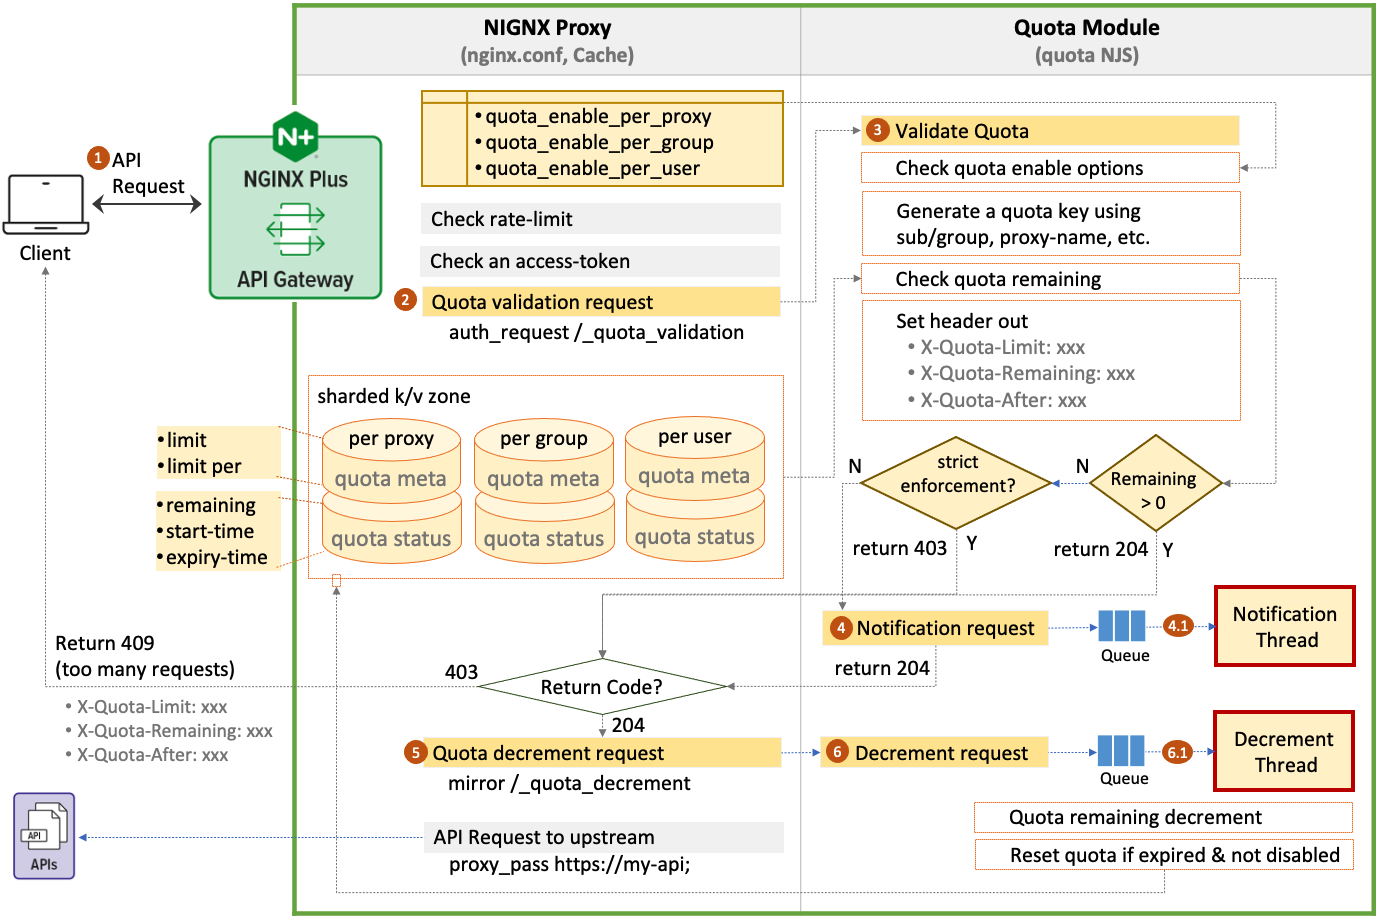 NIGNX Proxy
(nginx.conf, Cache)
Quota Module
(quota NJS)
1
API
Request
Client
N+
NGINX Plus
API Gateway
• quota_enable_per_proxy
• quota_enable_per_group
• quota_enable_per_user
Check rate-limit
Check an access-token
2
Quota validation request
auth_request /_quota_validation
3
Validate Quota
Check quota enable options
Generate a quota key using
sub/group, proxy-name, etc.
Check quota remaining
Set header out
• X-Quota-Limit: xxx
• X-Quota-Remaining: xxx
• X-Quota-After: xxx
sharded k/v zone
per proxy
quota meta
quota status
per group
quota meta
quota status
per user
quota meta
quota status
• limit
• limit per
• remaining
• start-time
• expiry-time
Remaining
> 0
N
Y
return 204
strict
enforcement?
N
Y
return 403
4
Notification request
return 204
Queue
4.1
Notification
Thread
Return Code?
403
204
Return 409
(too many requests)
• X-Quota-Limit: xxx
• X-Quota-Remaining: xxx
• X-Quota-After: xxx
5
Quota decrement request
mirror /_quota_decrement
6
Decrement request
Queue
6.1
Decrement
Thread
Quota remaining decrement
Reset quota if expired & not disabled
API Request to upstream
proxy_pass https://my-api;
API
APIs